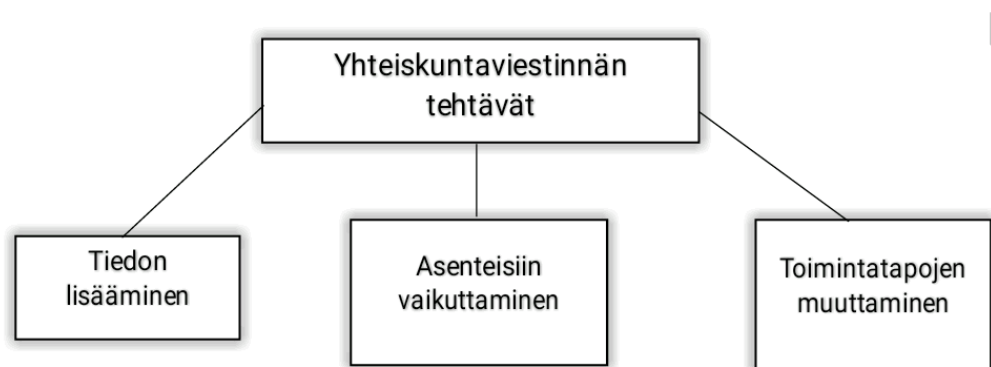 Yhteiskuntaviestinnän
tehtävät
Tiedon
lisääminen
Asenteisiin
vaikuttaminen
Toimintatapojen
muuttaminen